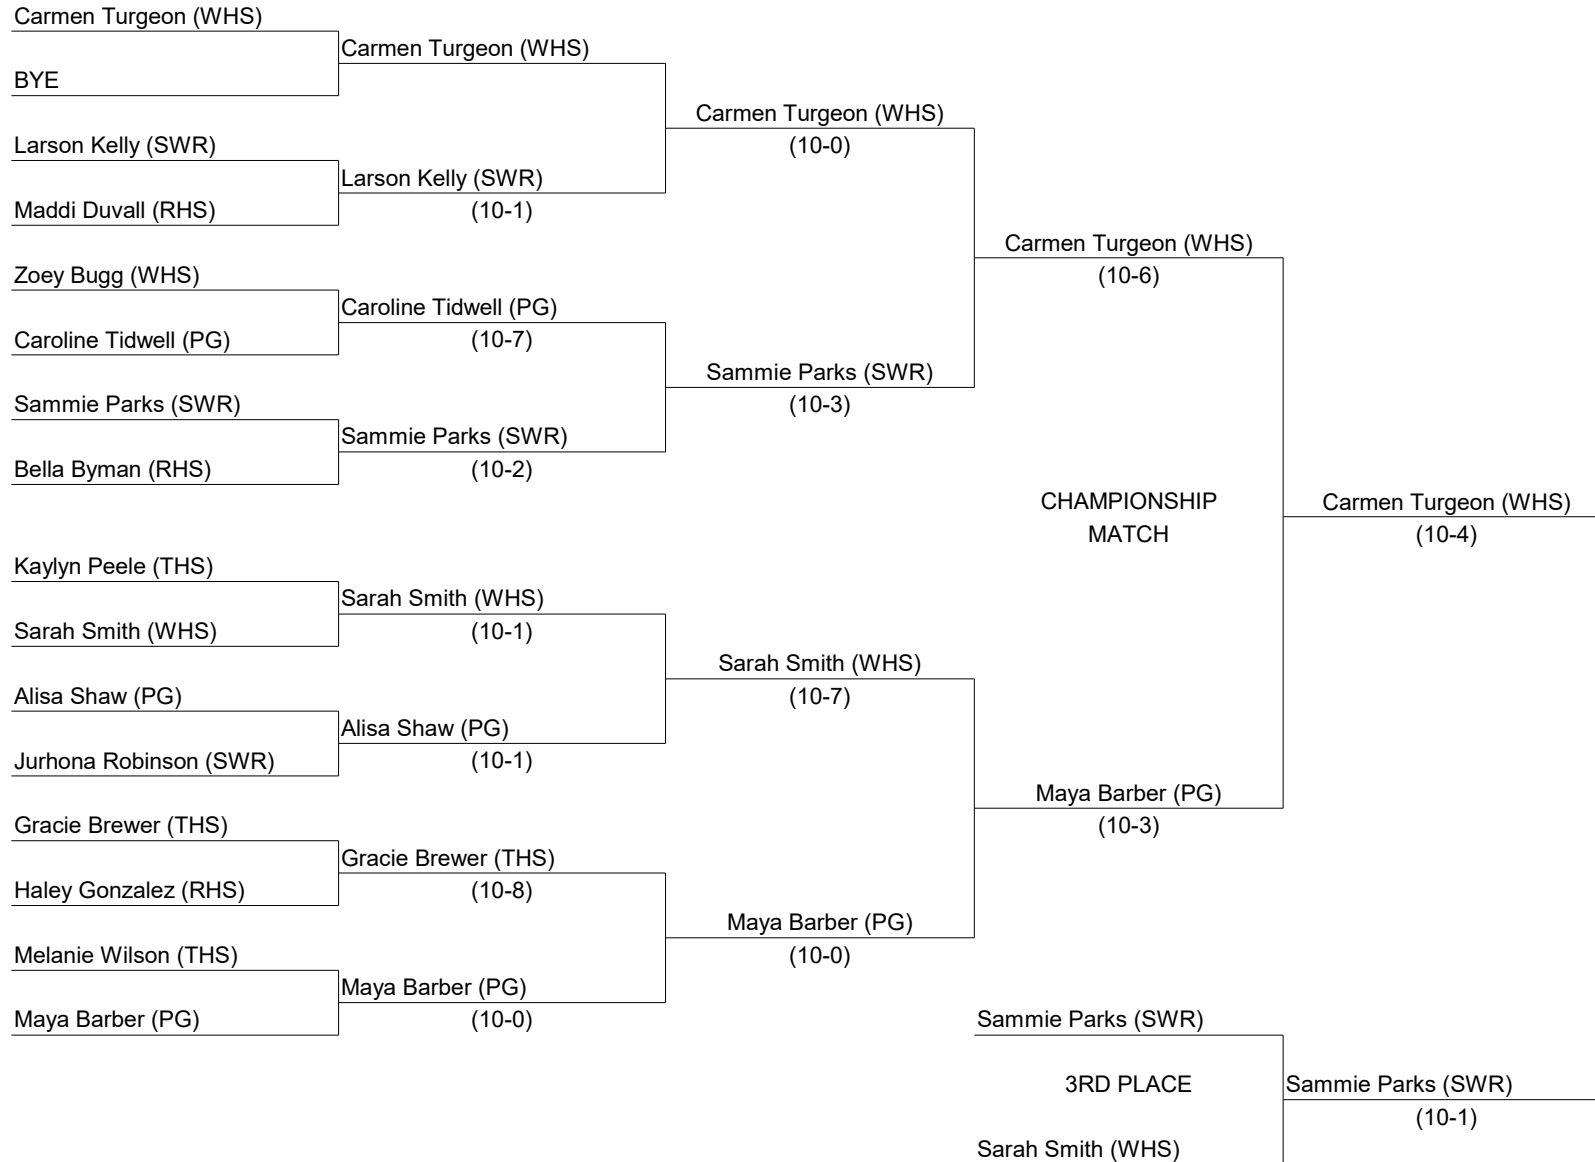 Carmen Turgeon (WHS)
BYE
Larson Kelly (SWR)
Maddi Duvall (RHS)
Zoey Bugg (WHS)
Caroline Tidwell (PG)
Sammie Parks (SWR)
Bella Byman (RHS)
Kaylyn Peele (THS)
Sarah Smith (WHS)
Alisa Shaw (PG)
Jurhona Robinson (SWR)
Gracie Brewer (THS)
Haley Gonzalez (RHS)
Melanie Wilson (THS)
Maya Barber (PG)
Carmen Turgeon (WHS)
Larson Kelly (SWR)
(10-1)
Caroline Tidwell (PG)
(10-7)
Sammie Parks (SWR)
(10-2)
Sarah Smith (WHS)
(10-1)
Alisa Shaw (PG)
(10-1)
Gracie Brewer (THS)
(10-8)
Maya Barber (PG)
(10-0)
Carmen Turgeon (WHS)
(10-0)
Sammie Parks (SWR)
(10-3)
Sarah Smith (WHS)
(10-7)
Maya Barber (PG)
(10-0)
Carmen Turgeon (WHS)
(10-6)
Maya Barber (PG)
(10-3)
CHAMPIONSHIP
MATCH
Carmen Turgeon (WHS)
(10-4)
Sammie Parks (SWR)
3RD PLACE
Sarah Smith (WHS)
Sammie Parks (SWR)
(10-1)